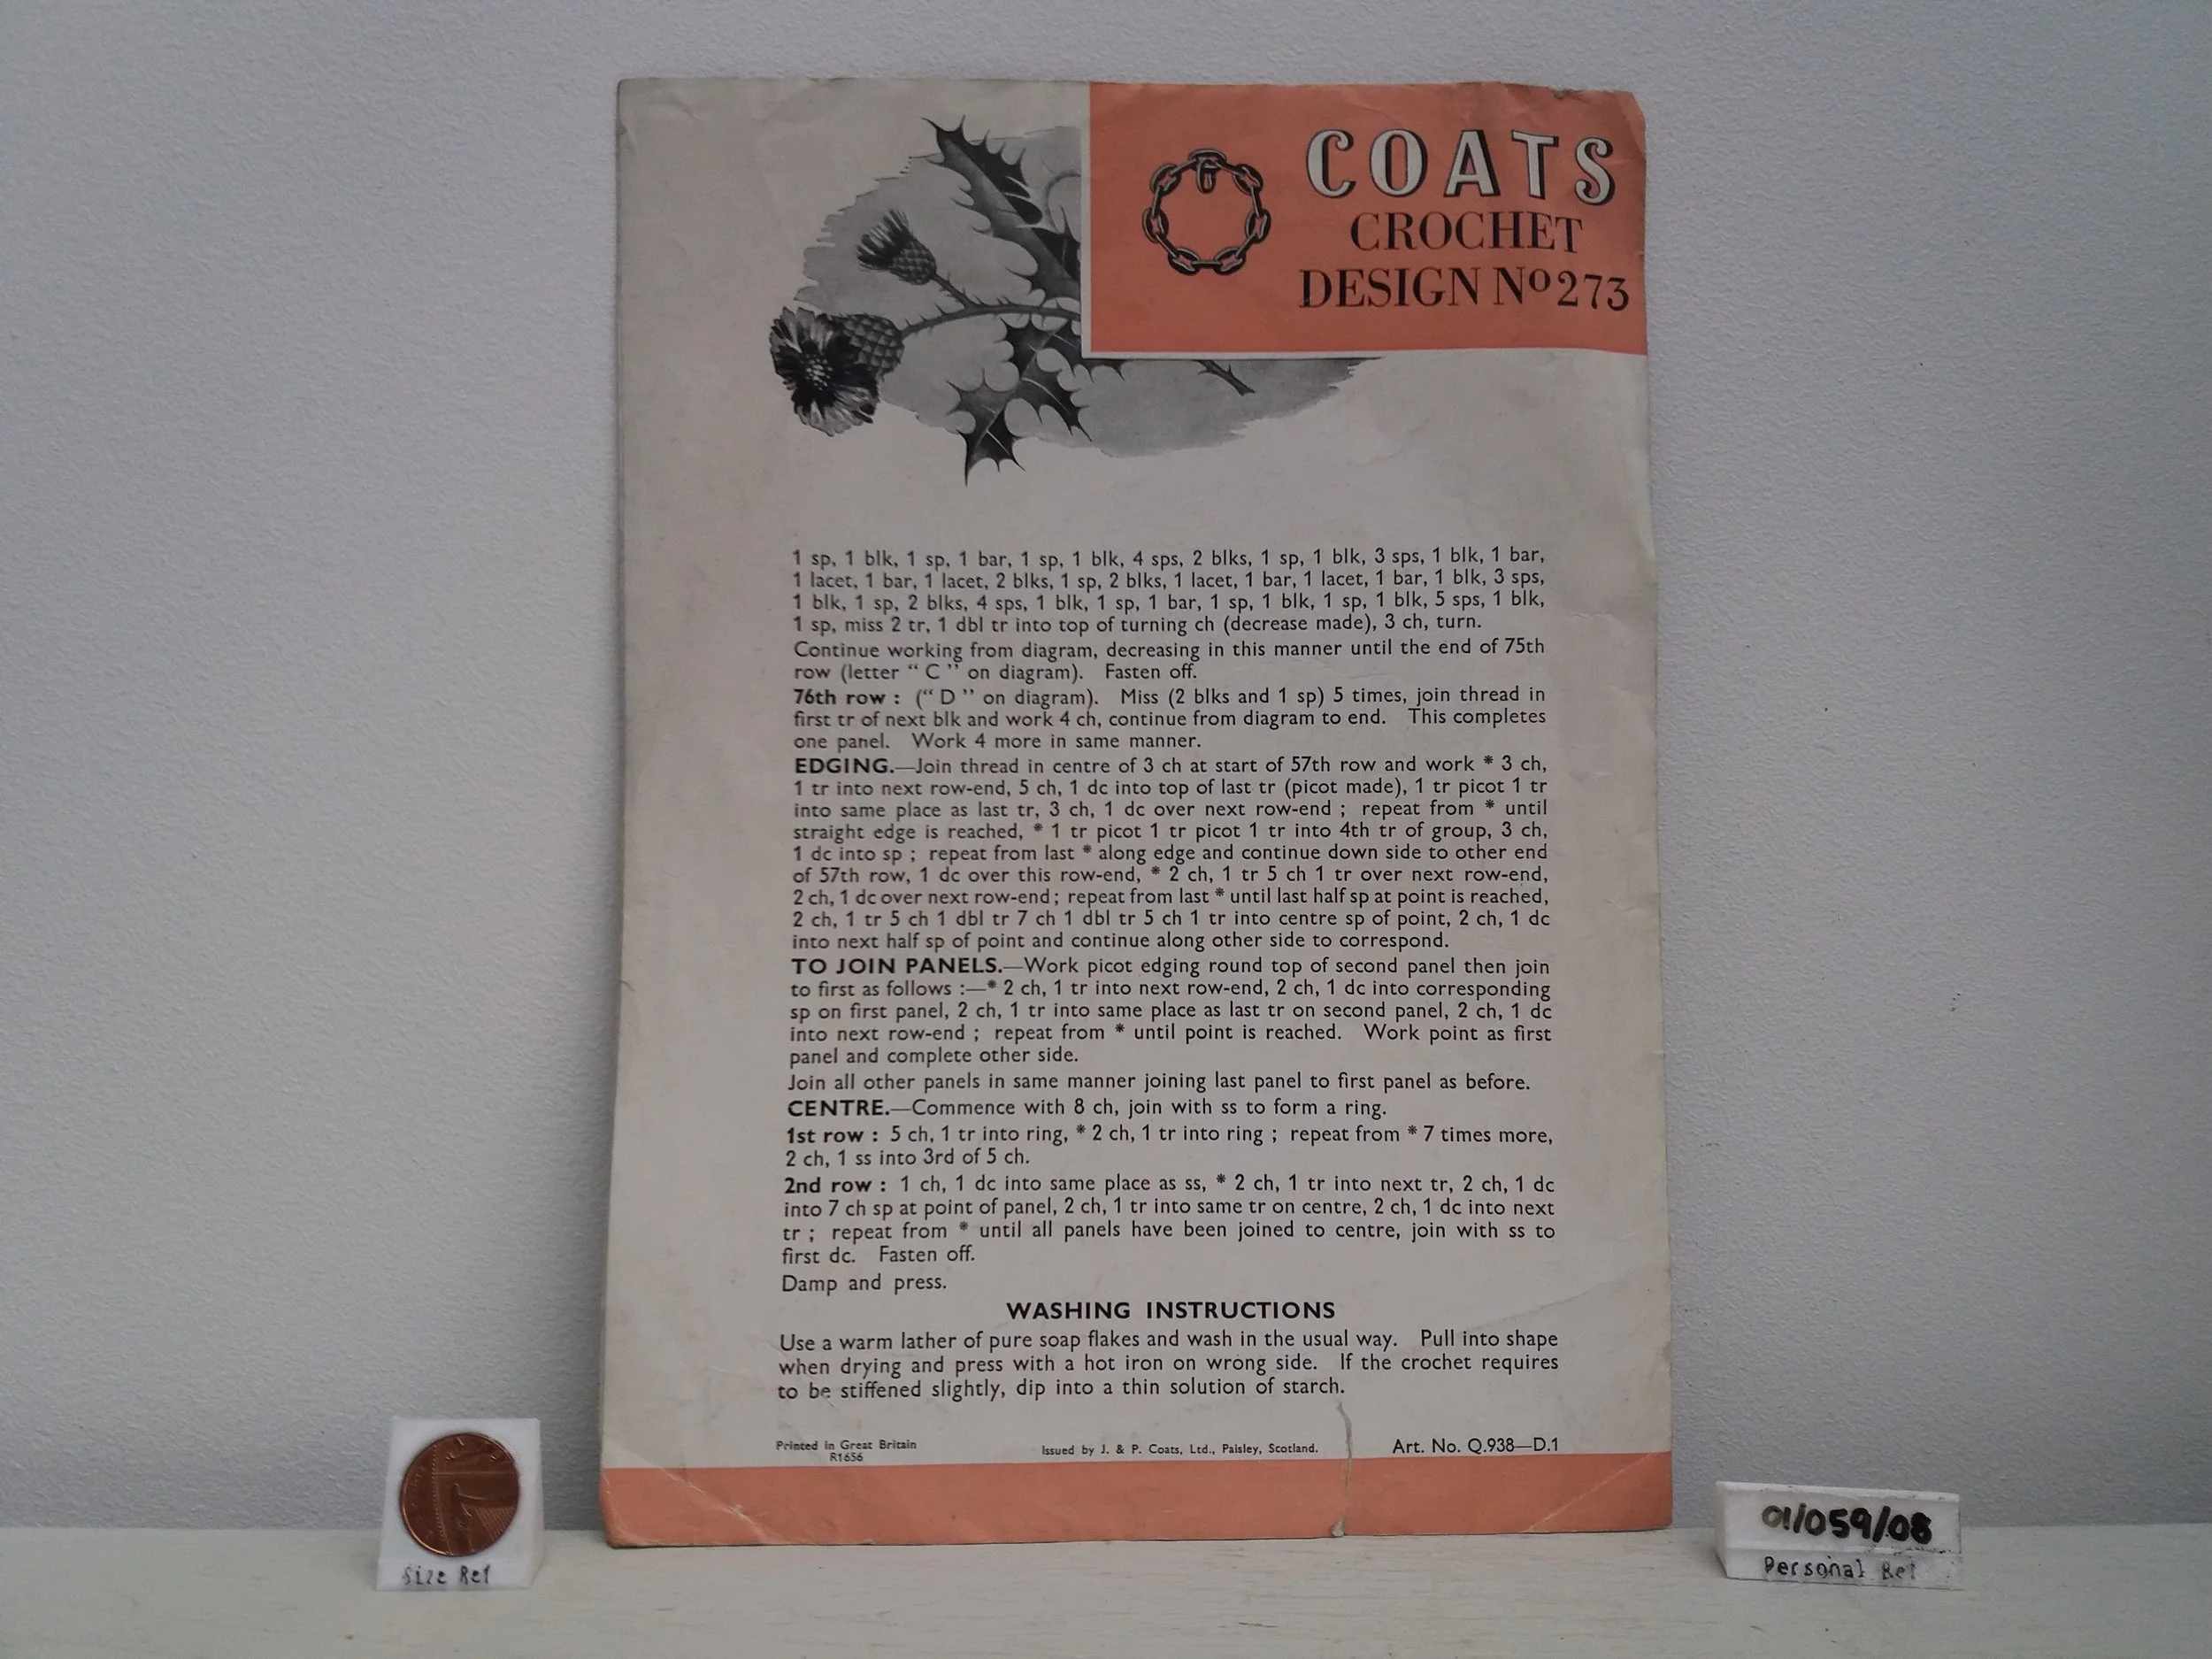 COATS
CROCHET
DESIGN No 273
1 sp, 1 blk, 1 sp, 1 bar, 1 sp, 1 blk, 4 sps, 2 blks, 1 sp, 1 blk, 3 sps, 1 blk, 1 bar,
1 lacet, 1 bar, 1 lacet, 2 blks, 1 sp, 2 blks, 1 lacet, 1 bar, 1 lacet, 1 bar, 1 blk, 3 sps,
1 blk, 1 sp, 2 blks, 4 sps, 1 blk, 1 sp, 1 bar, 1 sp, 1 blk, 1 sp, 1 blk, 5 sps, 1 blk,
1 sp, miss 2 tr, 1 dbl tr into top of turning ch (decrease made), 3 ch, turn.
Continue working from diagram, decreasing in this manner until the end of 75th
row (letter “ C ” on diagram). Fasten off.
76th row : (“ D ” on diagram). Miss (2 blks and 1 sp) 5 times, join thread in
first tr of next blk and work 4 ch, continue from diagram to end. This completes
one panel. Work 4 more in same manner.
EDGING.—Join thread in centre of 3 ch at start of 57th row and work * 3 ch,
1 tr into next row-end, 5 ch, 1 dc into top of last tr (picot made), 1 tr picot 1 tr
into same place as last tr, 3 ch, 1 dc over next row-end ; repeat from * until
straight edge is reached, * 1 tr picot 1 tr picot 1 tr into 4th tr of group, 3 ch,
1 dc into sp ; repeat from last * along edge and continue down side to other end
of 57th row, 1 dc over this row-end, * 2 ch, 1 tr 5 ch 1 tr over next row-end,
2 ch, 1 dc over next row-end ; repeat from last * until last half sp at point is reached,
2 ch, 1 tr 5 ch 1 dbl tr 7 ch 1 dbl tr 5 ch 1 tr into centre sp of point, 2 ch, 1 dc
into next half sp of point and continue along other side to correspond.
TO JOIN PANELS.—Work picot edging round top of second panel then join
to first as follows :—* 2 ch, 1 tr into next row-end, 2 ch, 1 dc into corresponding
sp on first panel, 2 ch, 1 tr into same place as last tr on second panel, 2 ch, 1 dc
into next row-end ; repeat from * until point is reached. Work point as first
panel and complete other side.
Join all other panels in same manner joining last panel to first panel as before.
CENTRE.—Commence with 8 ch, join with ss to form a ring.
1st row : 5 ch, 1 tr into ring, * 2 ch, 1 tr into ring ; repeat from * 7 times more,
2 ch, 1 ss into 3rd of 5 ch.
2nd row : 1 ch, 1 dc into same place as ss, * 2 ch, 1 tr into next tr, 2 ch, 1 dc
into 7 ch sp at point of panel, 2 ch, 1 tr into same tr on centre, 2 ch, 1 dc into next
tr ; repeat from * until all panels have been joined to centre, join with ss to
first dc. Fasten off.
Damp and press.
WASHING INSTRUCTIONS
Use a warm lather of pure soap flakes and wash in the usual way. Pull into shape
when drying and press with a hot iron on wrong side. If the crochet requires
to be stiffened slightly, dip into a thin solution of starch.
Printed in Great Britain
R1656
Issued by J. & P. Coats, Ltd., Paisley, Scotland.
Art. No. Q.938—D.1
Size Ref
01/059/08
Personal Ref